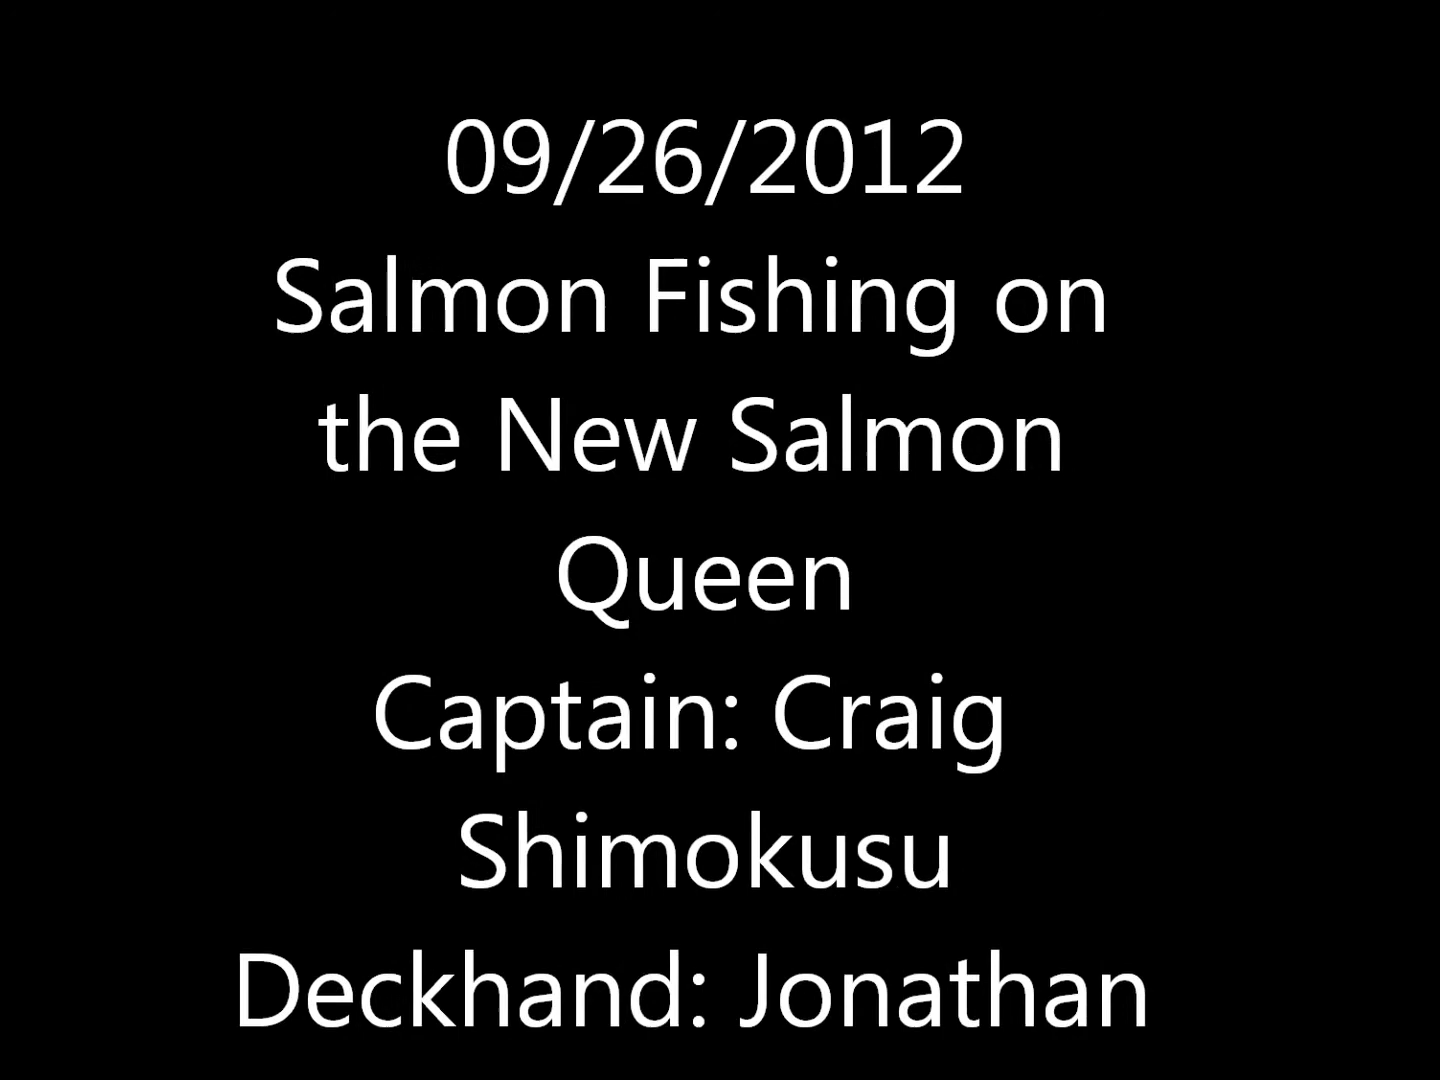 09/26/2012
Salmon Fishing on
the New Salmon
Queen
Captain: Craig
Shimokusu
Deckhand: Jonathan